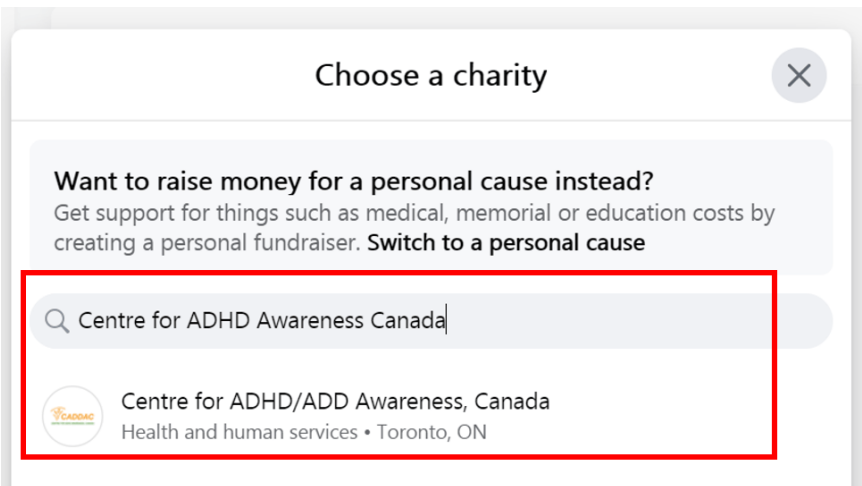 Choose a charity
Want to raise money for a personal cause instead?
Get support for things such as medical, memorial or education costs by
creating a personal fundraiser. Switch to a personal cause
Centre for ADHD Awareness Canada
Centre for ADHD/ADD Awareness, Canada
CADDAC
Health and human services • Toronto, ON